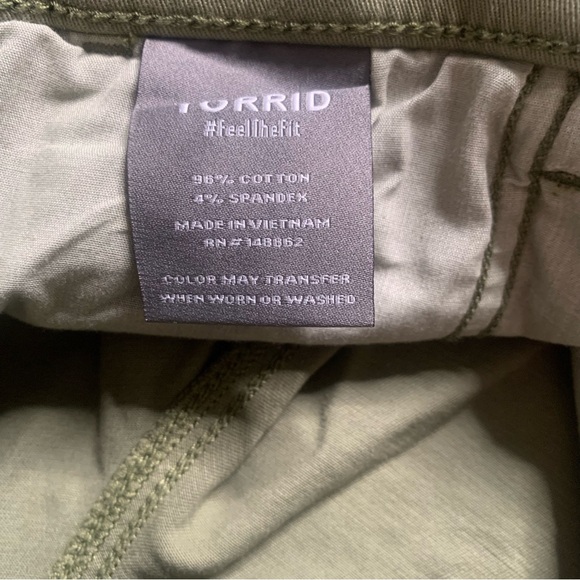 TORRID
#FeelTheFit
96% COTTON
4% SPANDEX
MADE IN VIETNAM
RN# 148862
COLOR MAY TRANSFER
WHEN WORN OR WASHED